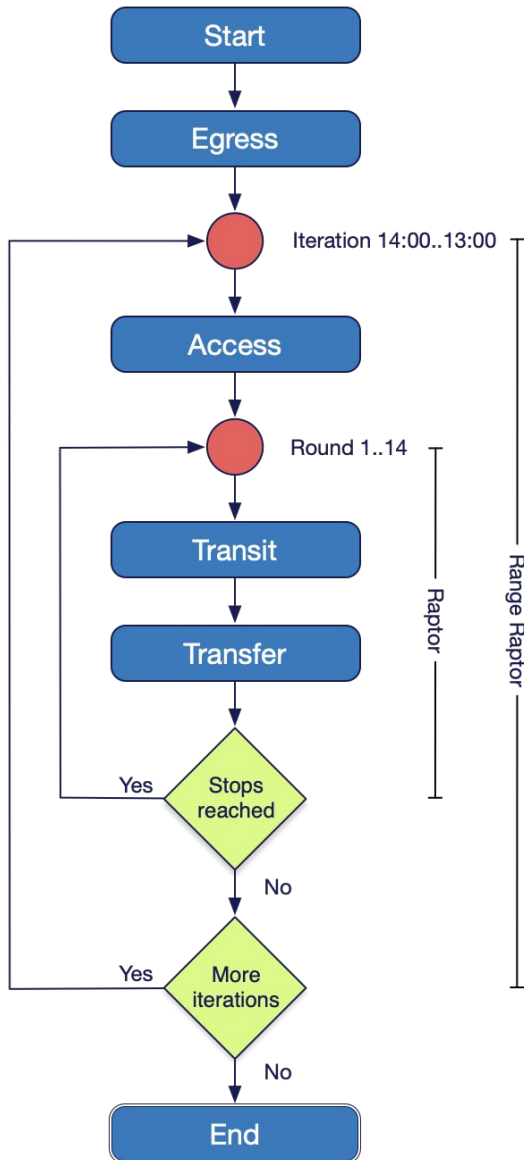 Start
Egress
Iteration 14:00..13:00
Access
Round 1..14
Transit
Transfer
Raptor
Range Raptor
Yes
Stops
reached
No
Yes
More
iterations
No
End